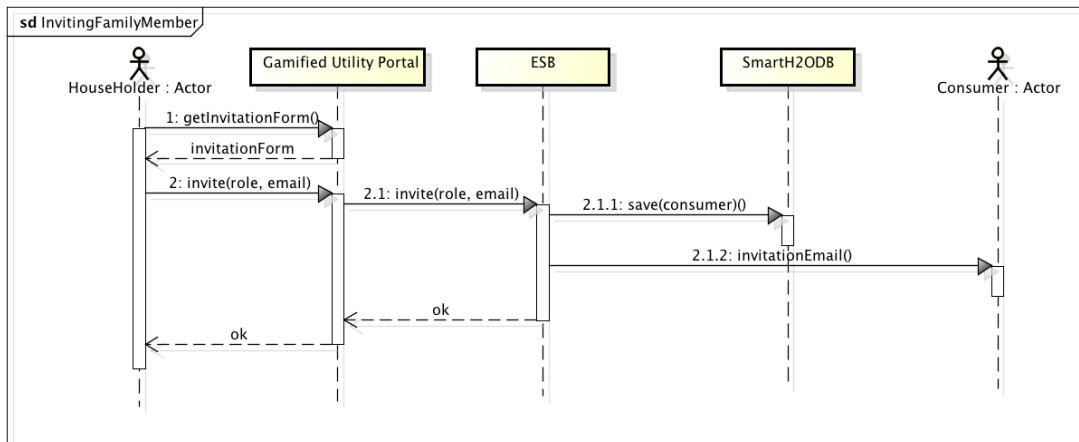 sd InvitingFamilyMember
HouseHolder : Actor
Gamified Utility Portal
ESB
SmartH2ODB
Consumer : Actor
1: getInvitationForm()
invitationForm
2: invite(role, email)
2.1: invite(role, email)
2.1.1: save(consumer)()
2.1.2: invitationEmail()
ok
ok